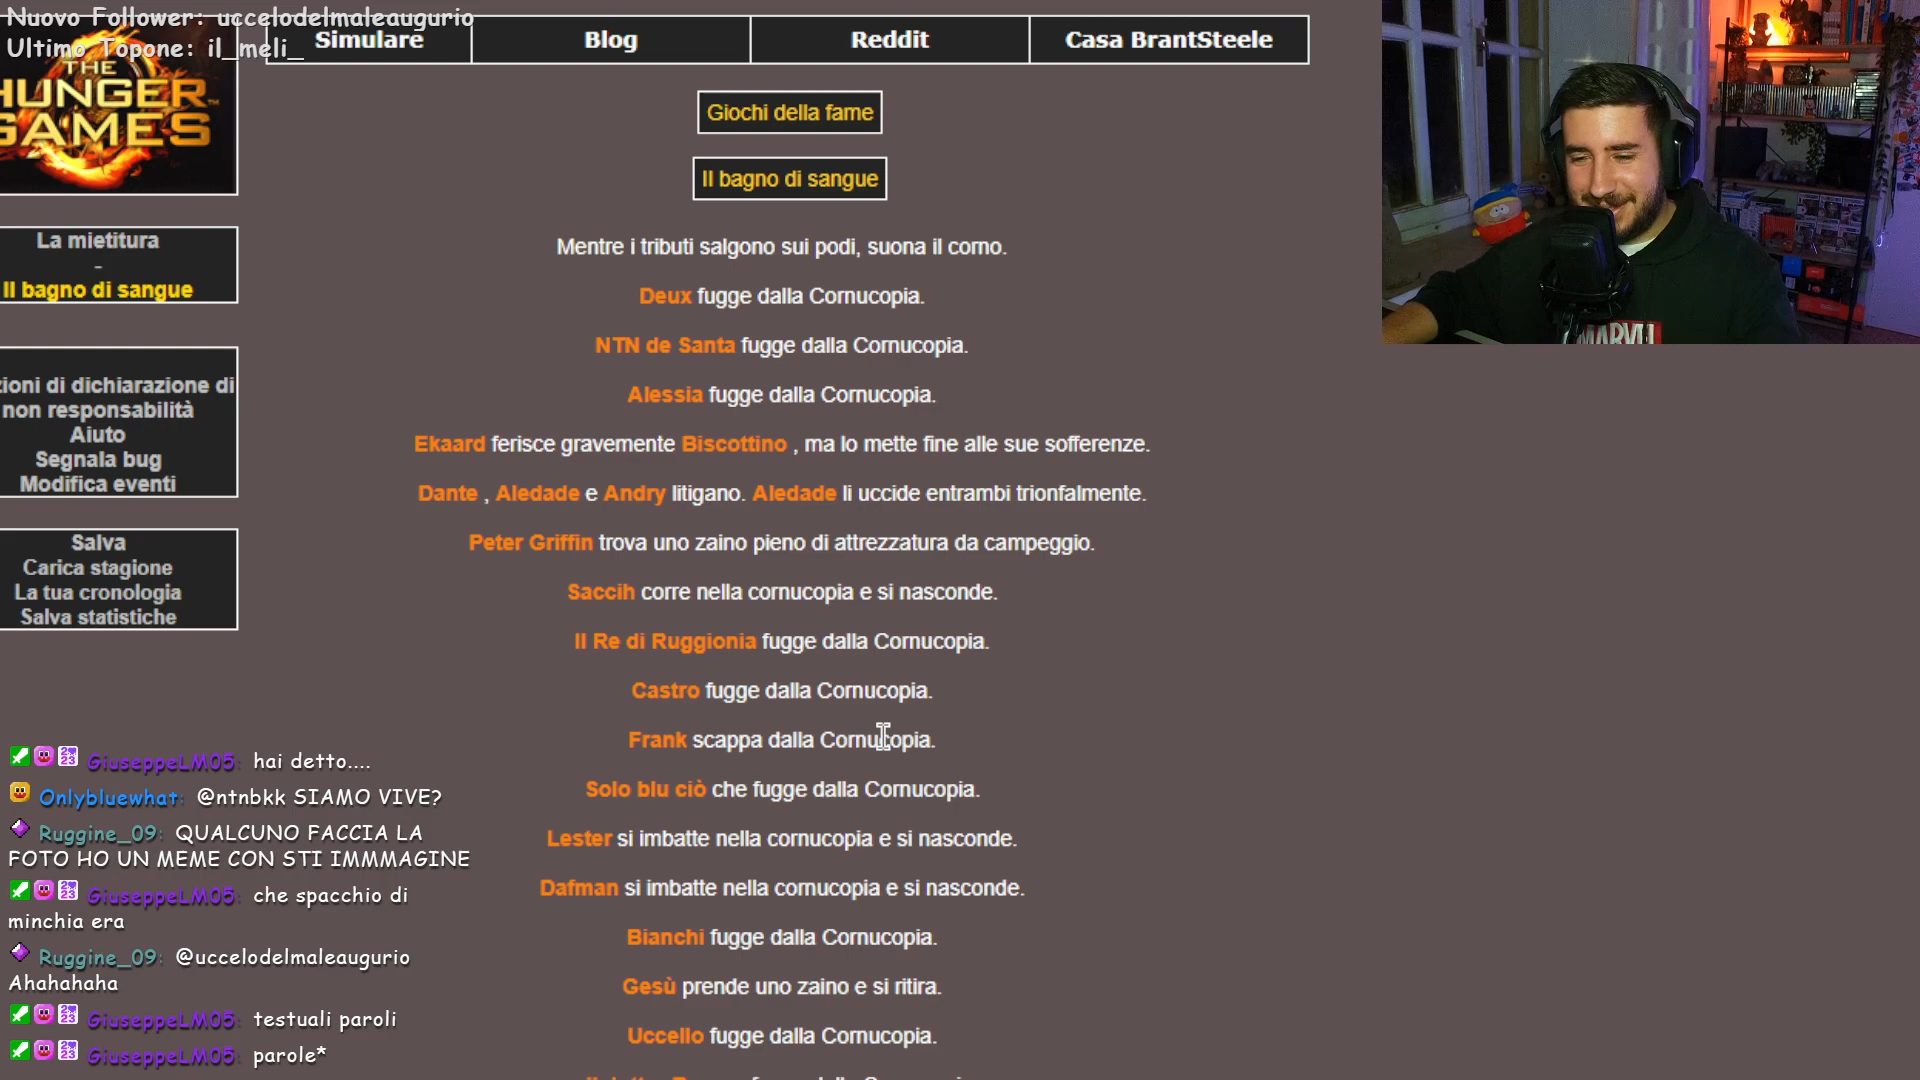 Nuovo Follower: uccelodelmaleaugurio
Ultimo Topone: il_meli_
Simulare
Blog
Reddit
Casa BrantSteele
THE
HUNGER
GAMES
La mietitura
-
Il bagno di sangue
zioni di dichiarazione di
non responsabilità
Aiuto
Segnala bug
Modifica eventi
Salva
Carica stagione
La tua cronologia
Salva statistiche
Giochi della fame
Il bagno di sangue
Mentre i tributi salgono sui podi, suona il corno.
Deux fugge dalla Cornucopia.
NTN de Santa fugge dalla Cornucopia.
Alessia fugge dalla Cornucopia.
Ekaard ferisce gravemente Biscottino , ma lo mette fine alle sue sofferenze.
Dante , Aledade e Andry litigano. Aledade li uccide entrambi trionfalmente.
Peter Griffin trova uno zaino pieno di attrezzatura da campeggio.
Saccih corre nella cornucopia e si nasconde.
Il Re di Ruggionia fugge dalla Cornucopia.
Castro fugge dalla Cornucopia.
Frank scappa dalla Cornucopia.
Solo blu ciò che fugge dalla Cornucopia.
Lester si imbatte nella cornucopia e si nasconde.
Dafman si imbatte nella cornucopia e si nasconde.
Bianchi fugge dalla Cornucopia.
Gesù prende uno zaino e si ritira.
Uccello fugge dalla Cornucopia.
GiuseppeLM05: hai detto....
Onlybluewhat: @ntnbkk SIAMO VIVE?
Ruggine_09: QUALCUNO FACCIA LA
FOTO HO UN MEME CON STI IMMMAGINE
GiuseppeLM05: che spacchio di
minchia era
Ruggine_09: @uccelodelmaleaugurio
Ahahahaha
GiuseppeLM05: testuali paroli
GiuseppeLM05: parole*
MARVEL